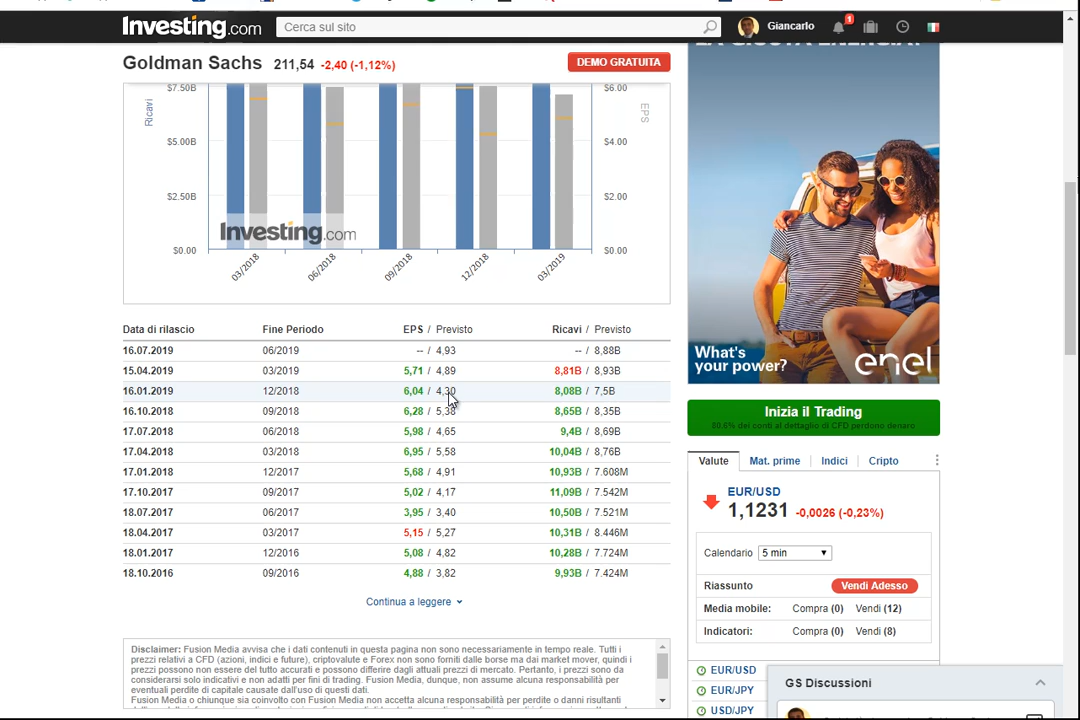 Investing.com
Cerca sul sito
Giancarlo
1
Goldman Sachs 211,54 -2,40 (-1,12%)
DEMO GRATUITA
$7.50B
$5.00B
$2.50B
$0.00
Ricavi
$6.00
$4.00
$2.00
$0.00
EPS
Investing.com
03/2018
06/2018
09/2018
12/2018
03/2019
Data di rilascio Fine Periodo EPS / Previsto Ricavi / Previsto
16.07.2019 06/2019 -- / 4,93 -- / 8,88B
15.04.2019 03/2019 5,71 / 4,89 8,81B / 8,93B
16.01.2019 12/2018 6,04 / 4,30 8,08B / 7,5B
16.10.2018 09/2018 6,28 / 5,38 8,65B / 8,35B
17.07.2018 06/2018 5,98 / 4,65 9,4B / 8,69B
17.04.2018 03/2018 6,95 / 5,58 10,04B / 8,76B
17.01.2018 12/2017 5,68 / 4,91 10,93B / 7.608M
17.10.2017 09/2017 5,02 / 4,17 11,09B / 7.542M
18.07.2017 06/2017 3,95 / 3,40 10,50B / 7.521M
18.04.2017 03/2017 5,15 / 5,27 10,31B / 8.446M
18.01.2017 12/2016 5,08 / 4,82 10,28B / 7.724M
18.10.2016 09/2016 4,88 / 3,82 9,93B / 7.424M
Continua a leggere
Disclaimer: Fusion Media avvisa che i dati contenuti in questa pagina non sono necessariamente in tempo reale. Tutti i
prezzi relativi a CFD (azioni, indici e future), criptovalute e Forex non sono forniti dalle borse ma dai market mover, quindi i
prezzi possono non essere del tutto accurati e possono differire dagli attuali prezzi di mercato. Pertanto, i prezzi sono da
considerarsi solo indicativi e non adatti per fini di trading. Fusion Media, dunque, non assume alcuna responsabilità per
eventuali perdite di capitale causate dall'uso di questi dati.
Fusion Media o chiunque sia coinvolto con Fusion Media non accetta alcuna responsabilità per perdite o danni risultanti
What's
your power?
enel
Inizia il Trading
80.6% dei conti al dettaglio di CFD perdono denaro
Valute Mat. prime Indici Cripto
EUR/USD
1,1231 -0,0026 (-0,23%)
Calendario 5 min
Riassunto Vendi Adesso
Media mobile: Compra (0) Vendi (12)
Indicatori: Compra (0) Vendi (8)
EUR/USD
EUR/JPY
USD/JPY
GS Discussioni